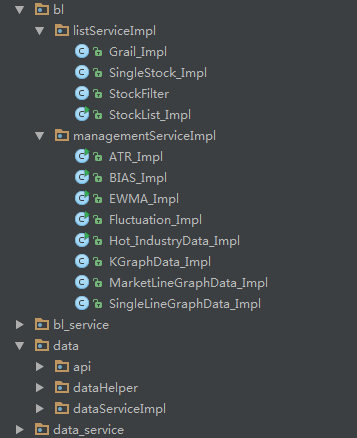 bl
listServiceImpl
Grail_Impl
SingleStock_Impl
StockFilter
StockList_Impl
managementServiceImpl
ATR_Impl
BIAS_Impl
EWMA_Impl
Fluctuation_Impl
Hot_IndustryData_Impl
KGraphData_Impl
MarketLineGraphData_Impl
SingleLineGraphData_Impl
bl_service
data
api
dataHelper
dataServiceImpl
data_service